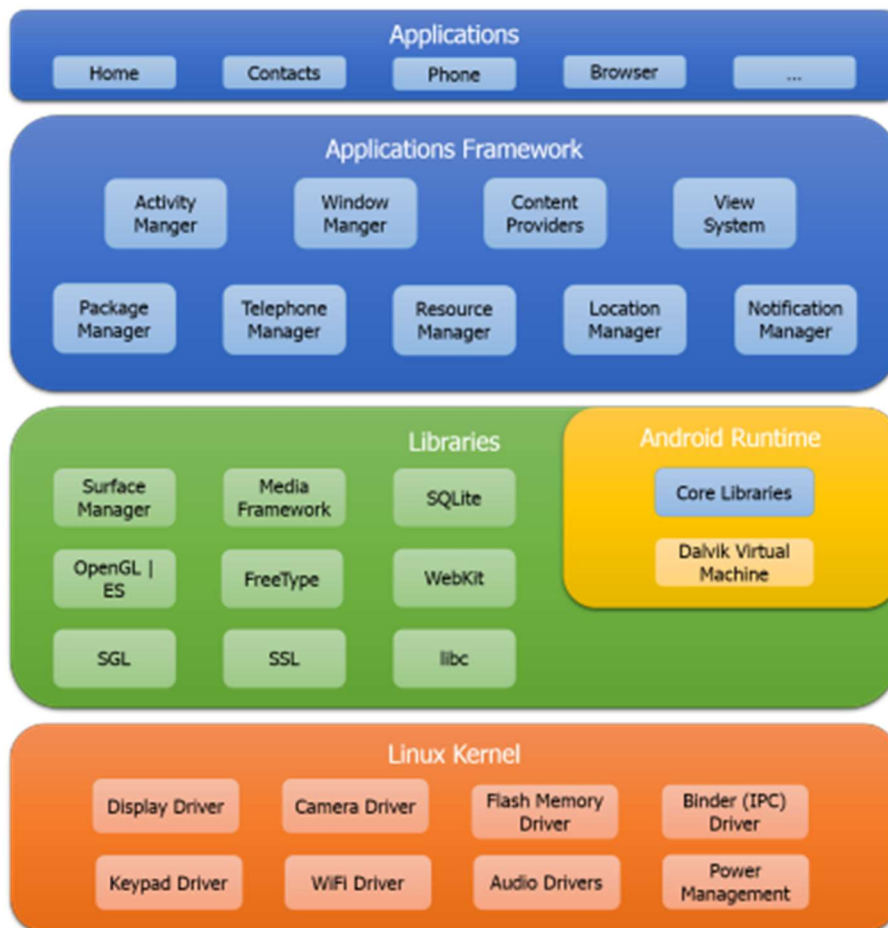 Applications
Home
Contacts
Phone
Browser
...
Applications Framework
Activity
Manger
Window
Manger
Content
Providers
View
System
Package
Manager
Telephone
Manager
Resource
Manager
Location
Manager
Notification
Manager
Libraries
Surface
Manager
Media
Framework
SQLite
OpenGL |
ES
FreeType
WebKit
SGL
SSL
libc
Android Runtime
Core Libraries
Dalvik Virtual
Machine
Linux Kernel
Display Driver
Camera Driver
Flash Memory
Driver
Binder (IPC)
Driver
Keypad Driver
WiFi Driver
Audio Drivers
Power
Management